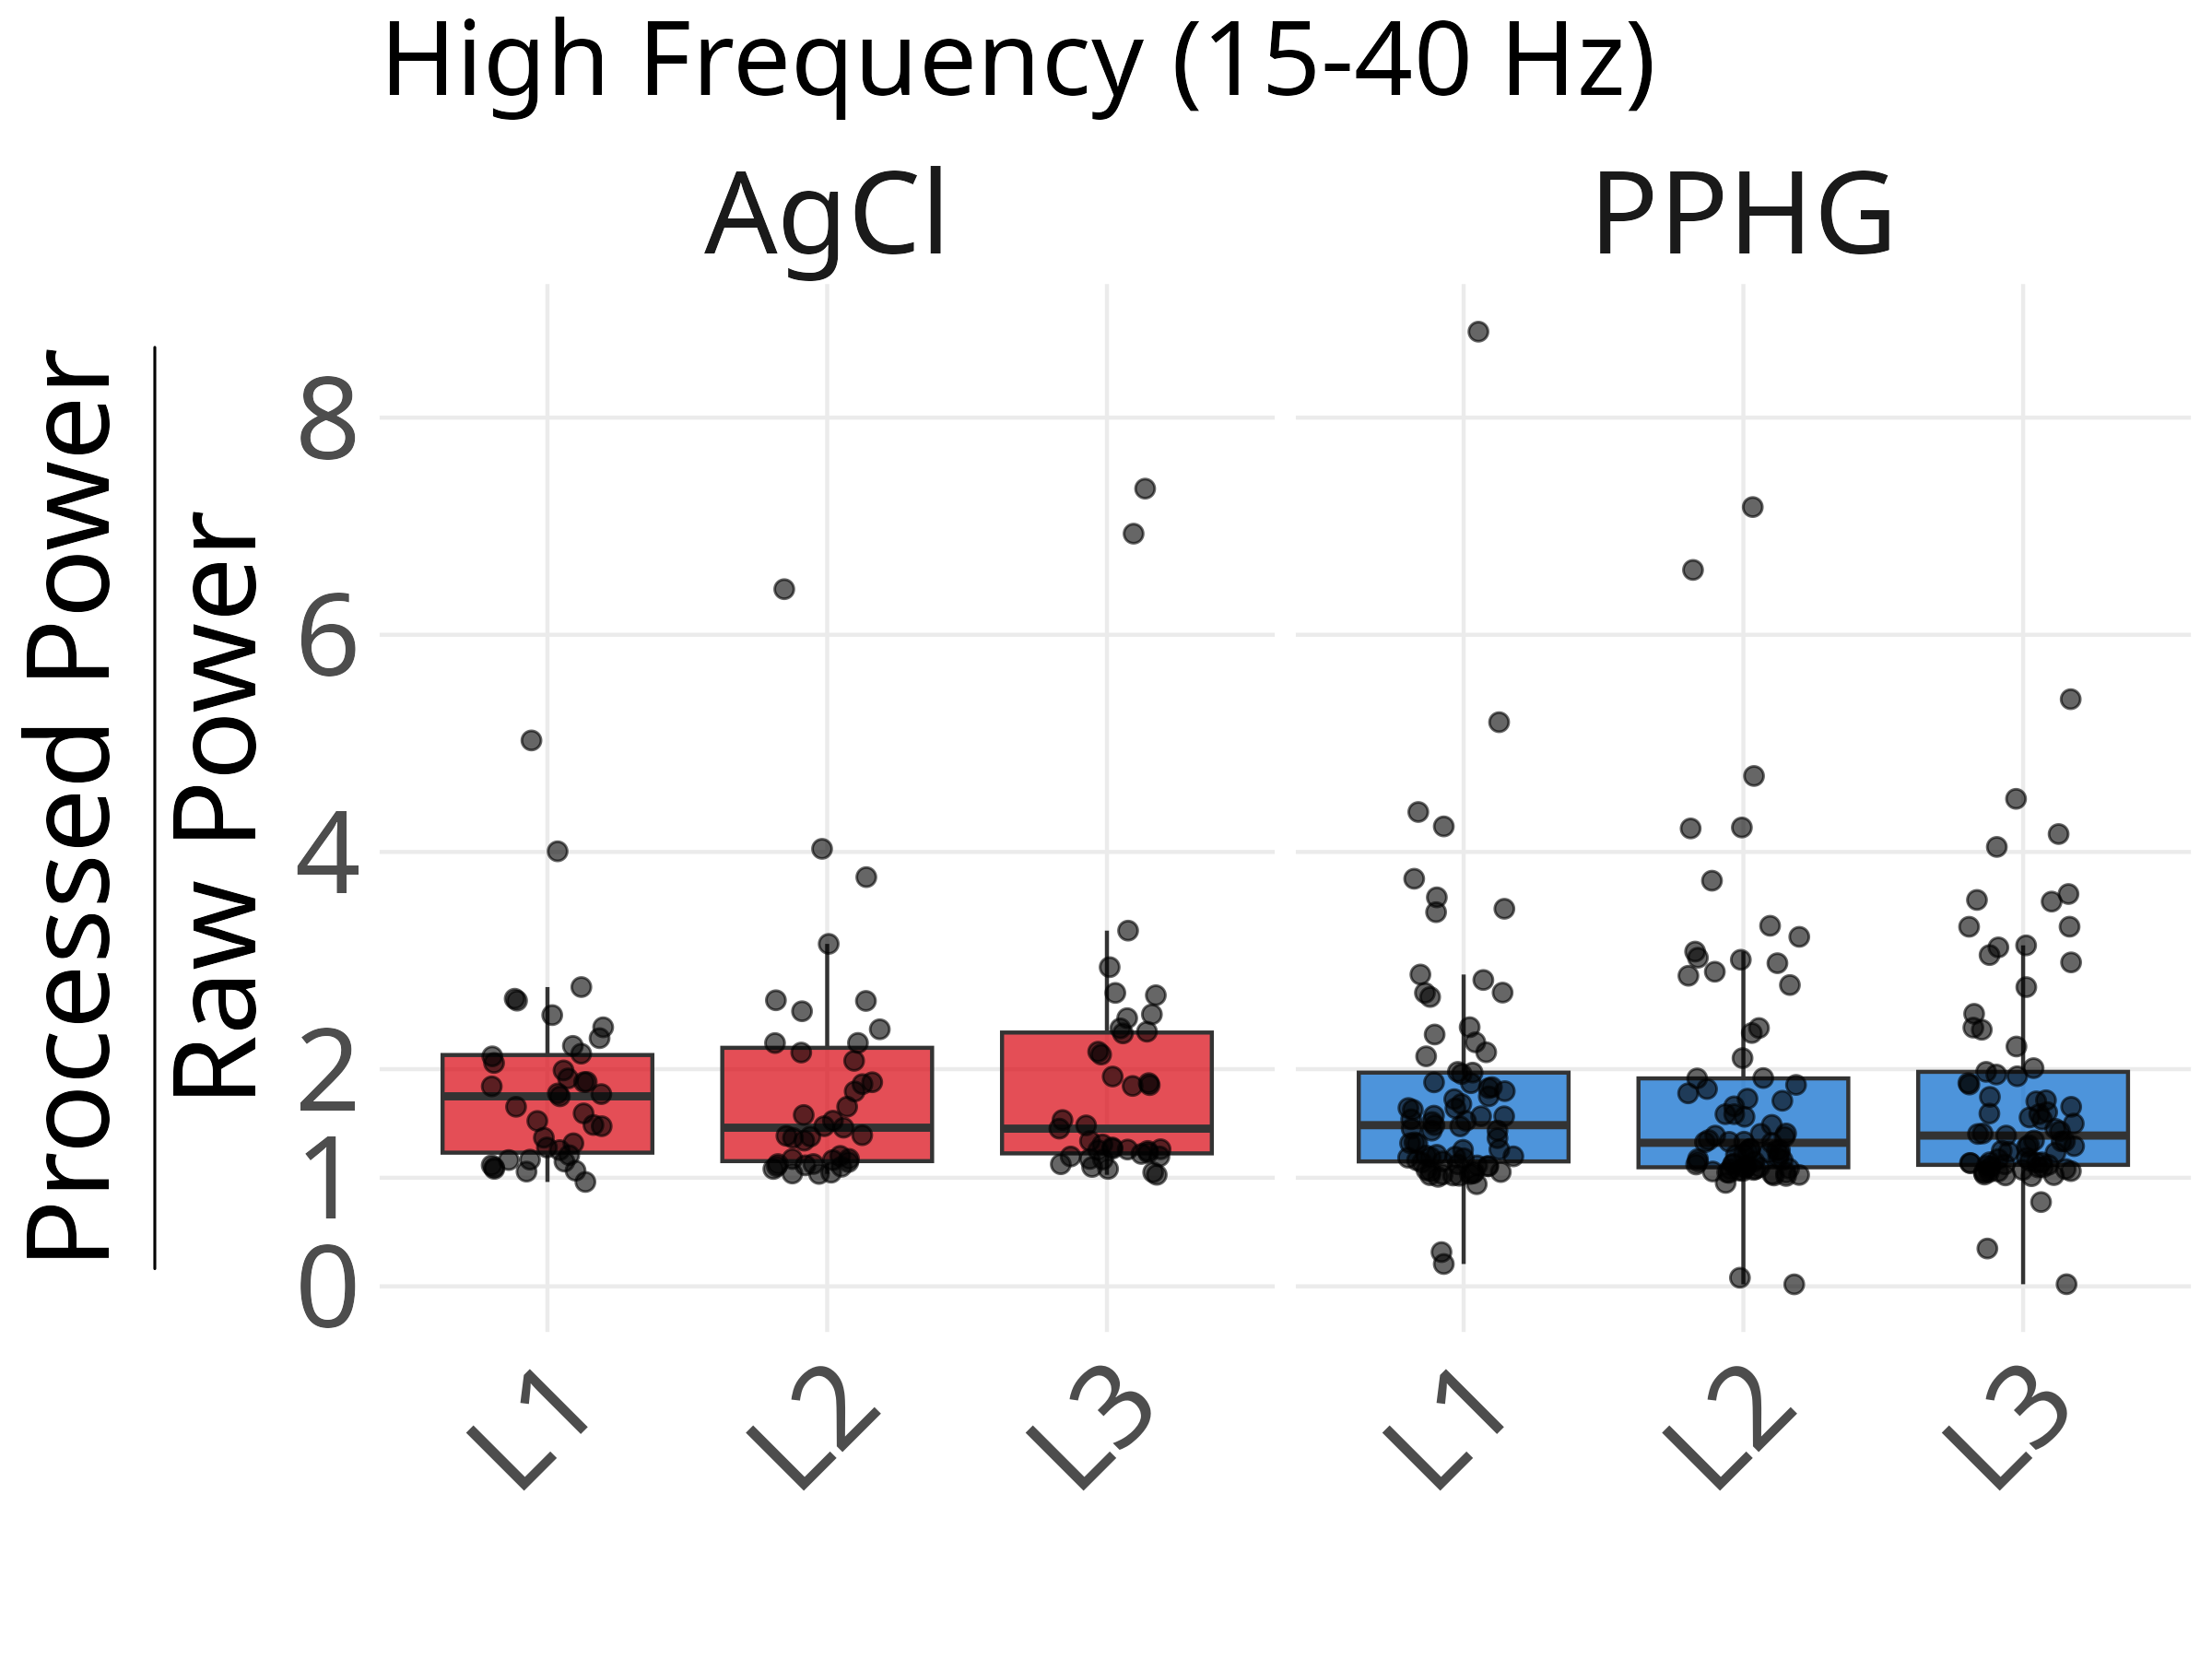 High Frequency (15-40 Hz)
AgCl
PPHG
Processed Power
Raw Power
8
6
4
2
1
0
L1
L2
L3
L1
L2
L3